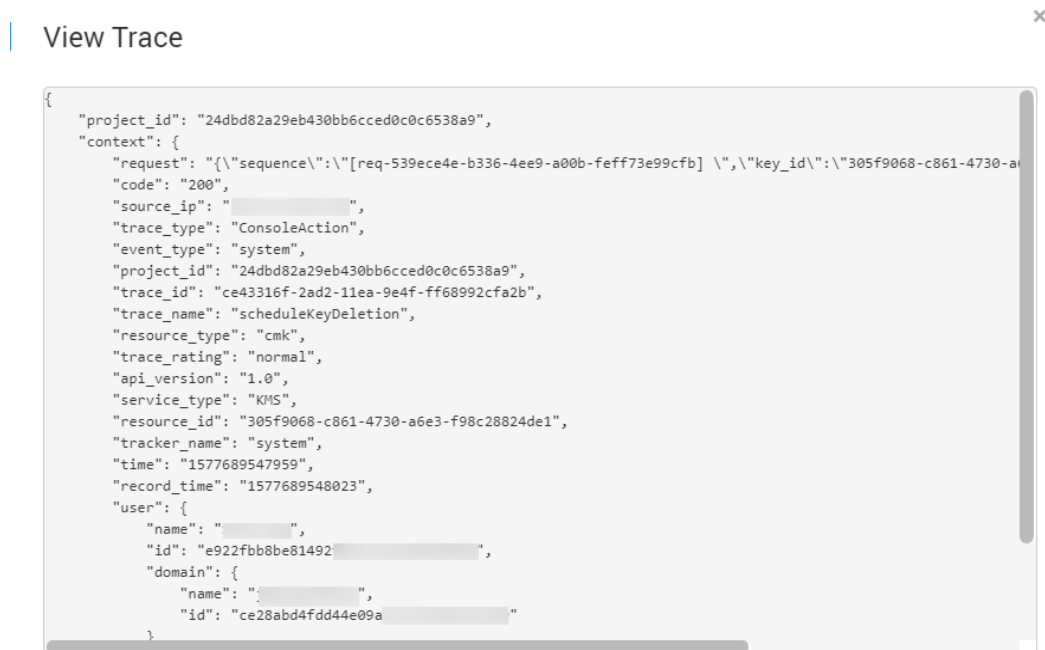 ×
View Trace
{
"project_id": "24dbd82a29eb430bb6cced0c0c6538a9",
"context": {
"request": "{\"sequence\":\"[req-539ece4e-b336-4ee9-a00b-feff73e99cfb] \",\"key_id\":\"305f9068-c861-4730-a6
"code": "200",
"source_ip": " ",
"trace_type": "ConsoleAction",
"event_type": "system",
"project_id": "24dbd82a29eb430bb6cced0c0c6538a9",
"trace_id": "ce43316f-2ad2-11ea-9e4f-ff68992cfa2b",
"trace_name": "scheduleKeyDeletion",
"resource_type": "cmk",
"trace_rating": "normal",
"api_version": "1.0",
"service_type": "KMS",
"resource_id": "305f9068-c861-4730-a6e3-f98c28824de1",
"tracker_name": "system",
"time": "1577689547959",
"record_time": "1577689548023",
"user": {
"name": " ",
"id": "e922fbb8be81492 ",
"domain": {
"name": " ",
"id": "ce28abd4fdd44e09a "
}